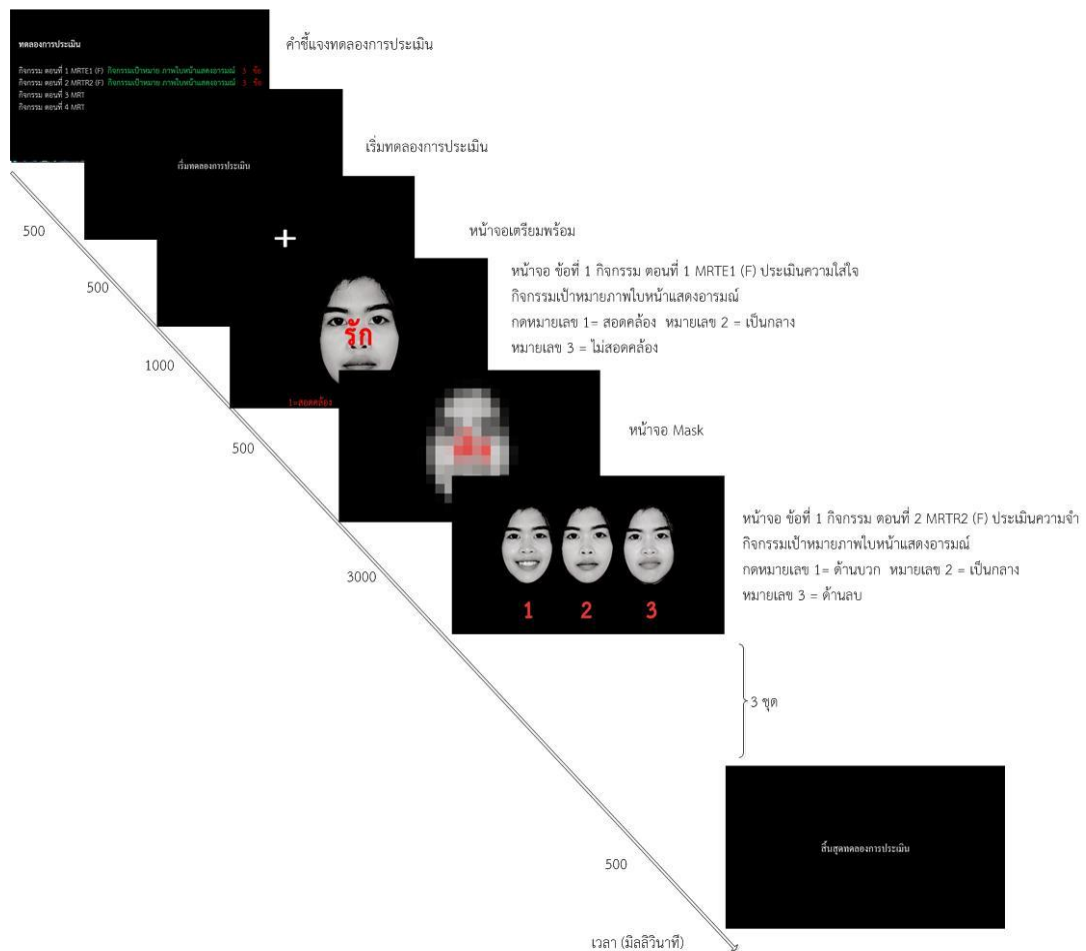 ทดลองการประเมิน
กิจกรรม ตอนที่ 1 MRTE1 (F) กิจกรรมเป้าหมาย ภาพใบหน้าแสดงอารมณ์ 3 ข้อ
กิจกรรม ตอนที่ 2 MRTR2 (F) กิจกรรมเป้าหมาย ภาพใบหน้าแสดงอารมณ์ 3 ข้อ
กิจกรรม ตอนที่ 3 MRT
กิจกรรม ตอนที่ 4 MRT
คำชี้แจงทดลองการประเมิน
เริ่มทดลองการประเมิน
เริ่มทดลองการประเมิน
500
หน้าจอเตรียมพร้อม
500
หน้าจอ ข้อที่ 1 กิจกรรม ตอนที่ 1 MRTE1 (F) ประเมินความใส่ใจ
กิจกรรมเป้าหมายภาพใบหน้าแสดงอารมณ์
กดหมายเลข 1= สอดคล้อง หมายเลข 2 = เป็นกลาง
หมายเลข 3 = ไม่สอดคล้อง
รัก
1=สอดคล้อง
1000
หน้าจอ Mask
500
หน้าจอ ข้อที่ 1 กิจกรรม ตอนที่ 2 MRTR2 (F) ประเมินความจำ
กิจกรรมเป้าหมายภาพใบหน้าแสดงอารมณ์
กดหมายเลข 1= ด้านบวก หมายเลข 2 = เป็นกลาง
หมายเลข 3 = ด้านลบ
1 2 3
3000
3 ชุด
สิ้นสุดทดลองการประเมิน
500
เวลา (มิลลิวินาที)